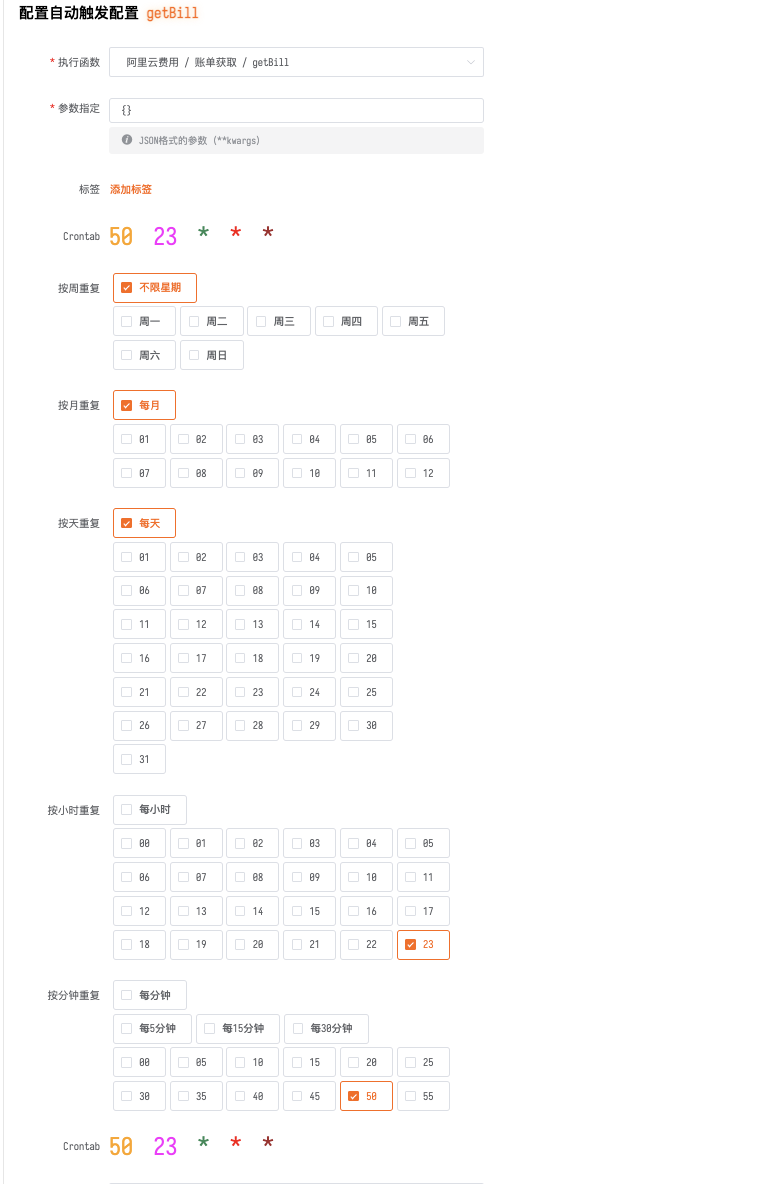 配置自动触发配置 getBill
* 执行函数 阿里云费用 / 账单获取 / getBill
* 参数指定 {}
JSON格式的参数 (**kwargs)
标签 添加标签
Crontab 50 23 * * *
按周重复 不限星期
周一 周二 周三 周四 周五
周六 周日
按月重复 每月
01 02 03 04 05 06
07 08 09 10 11 12
按天重复 每天
01 02 03 04 05
06 07 08 09 10
11 12 13 14 15
16 17 18 19 20
21 22 23 24 25
26 27 28 29 30
31
按小时重复 每小时
00 01 02 03 04 05
06 07 08 09 10 11
12 13 14 15 16 17
18 19 20 21 22 23
按分钟重复 每分钟
每5分钟 每15分钟 每30分钟
00 05 10 15 20 25
30 35 40 45 50 55
Crontab 50 23 * * *